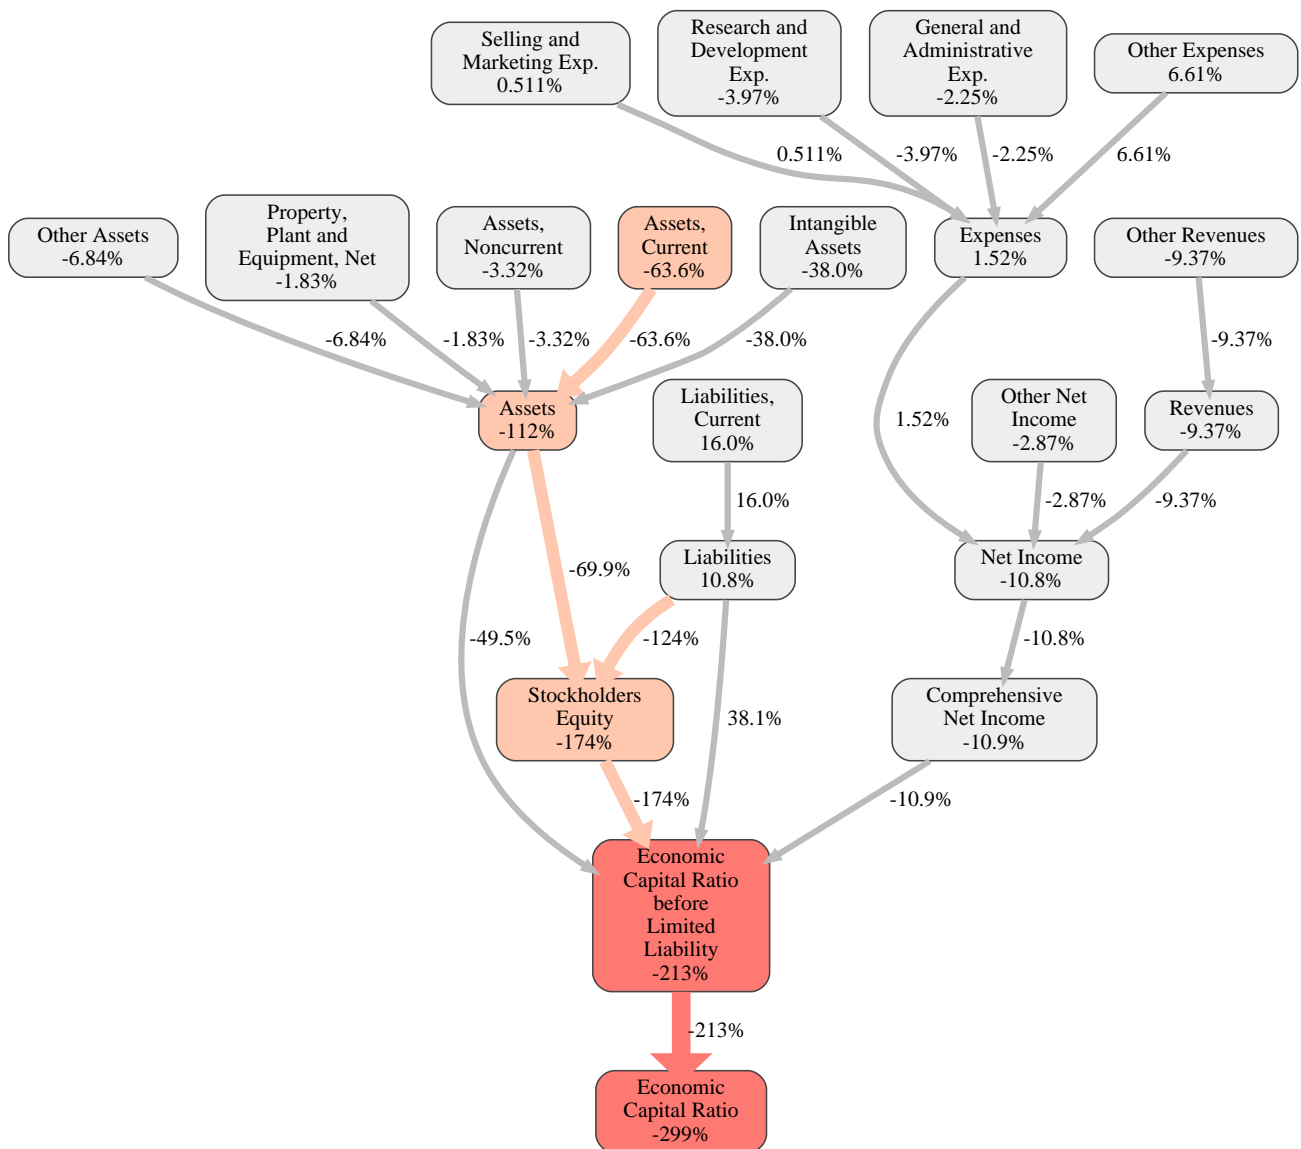 Selling and
Marketing Exp.
0.511%
Research and
Development
Exp.
-3.97%
General and
Administrative
Exp.
-2.25%
Other Expenses
6.61%
0.511%
-3.97%
-2.25%
6.61%
Other Assets
-6.84%
Property,
Plant and
Equipment, Net
-1.83%
Assets,
Noncurrent
-3.32%
Assets,
Current
-63.6%
Intangible
Assets
-38.0%
Expenses
1.52%
Other Revenues
-9.37%
-6.84%
-1.83%
-3.32%
-63.6%
-38.0%
-9.37%
Assets
-112%
Liabilities,
Current
16.0%
1.52%
Other Net
Income
-2.87%
Revenues
-9.37%
16.0%
-2.87%
-9.37%
-69.9%
Liabilities
10.8%
Net Income
-10.8%
-49.5%
-124%
-10.8%
Stockholders
Equity
-174%
38.1%
Comprehensive
Net Income
-10.9%
-174%
-10.9%
Economic
Capital Ratio
before
Limited
Liability
-213%
-213%
Economic
Capital Ratio
-299%